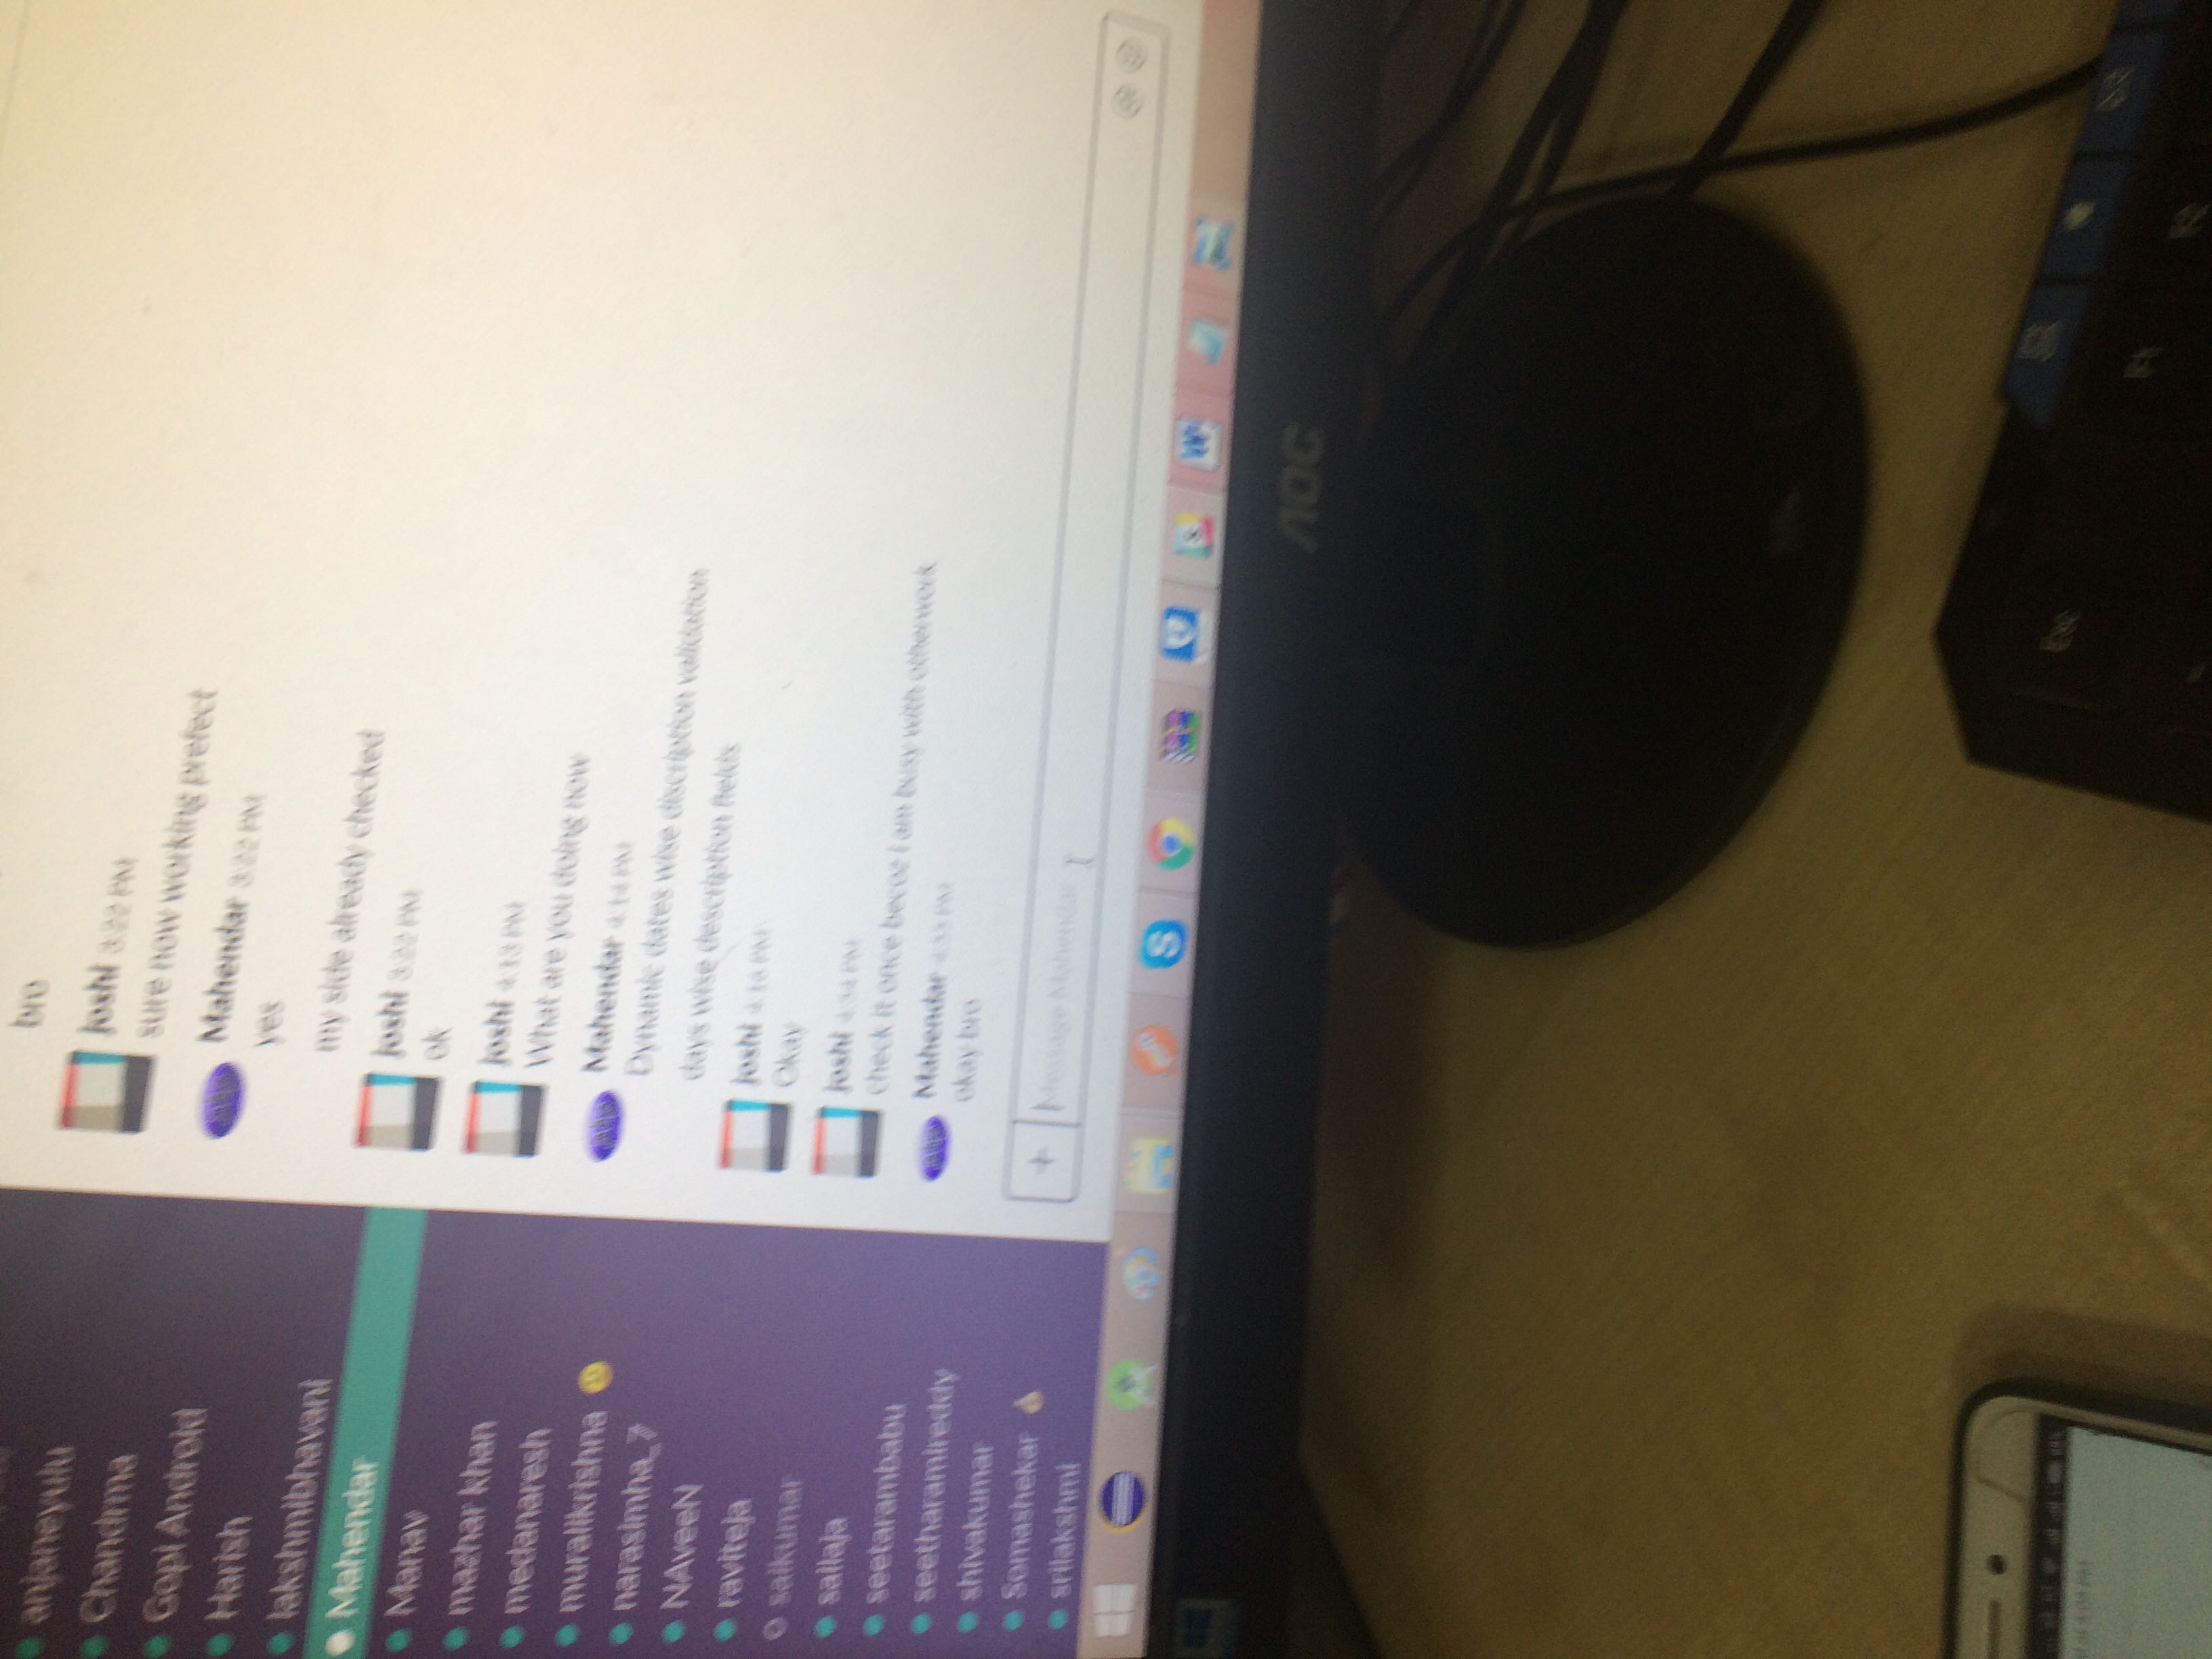 anjaneyulu
Chandrma
Gopi Android
Harish
lakshmibhavani
Mahendar
Manav
mazhar khan
medanaresh
muralikrishna
narasimha_7
NAveeN
raviteja
saikumar
sailaja
seetarambabu
seetharamireddy
shivakumar
Somashekar
srilakshmi
bro
joshi 3:22 PM
sure now working prefect
Mahendar 3:22 PM
yes
my side already checked
joshi 3:22 PM
ok
joshi 4:13 PM
What are you doing now
Mahendar 4:14 PM
Dynamic dates wise discription validation
days wise description fields
joshi 4:16 PM
Okay
joshi 4:54 PM
check it once becoz i am busy with otherwork
Mahendar 4:55 PM
okay bro
Message Mahendar
AOC
Esc
F1
F2